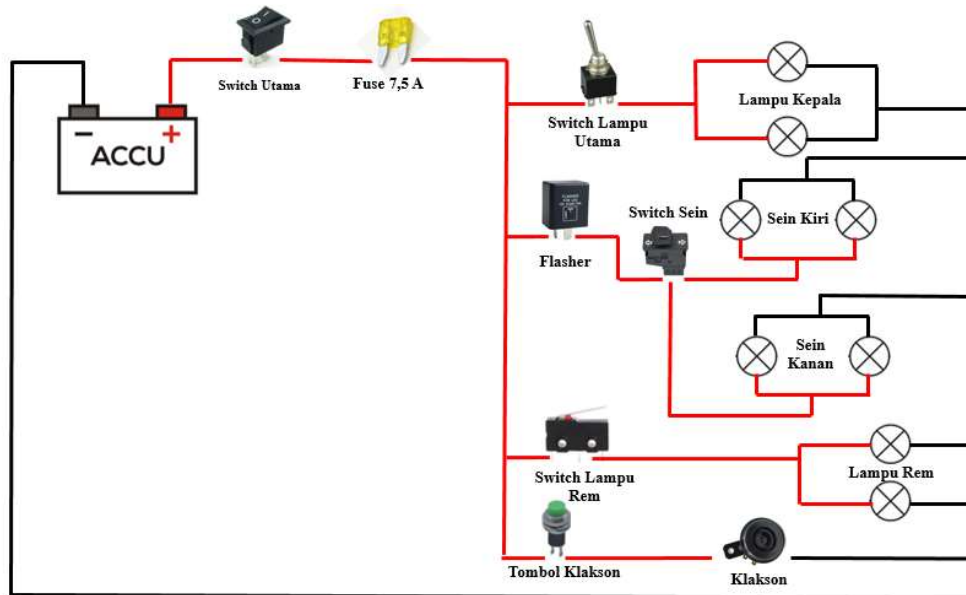 Switch Utama
Fuse 7,5 A
- +
ACCU
Switch Lampu
Utama
Lampu Kepala
Flasher
Switch Sein
Sein Kiri
Sein
Kanan
Switch Lampu
Rem
Lampu Rem
Tombol Klakson
Klakson